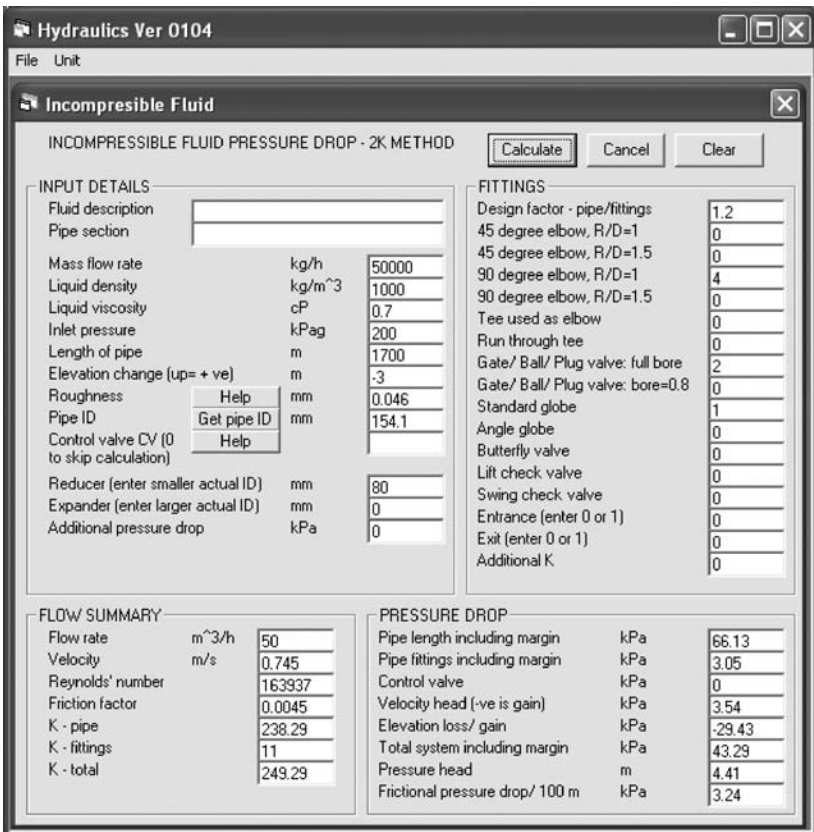 Hydraulics Ver 0104
File Unit
Incompresible Fluid
INCOMPRESSIBLE FLUID PRESSURE DROP - 2K METHOD
Calculate Cancel Clear
INPUT DETAILS
Fluid description
Pipe section
Mass flow rate kg/h 50000
Liquid density kg/m^3 1000
Liquid viscosity cP 0.7
Inlet pressure kPag 200
Length of pipe m 1700
Elevation change (up= + ve) m -3
Roughness Help mm 0.046
Pipe ID Get pipe ID mm 154.1
Control valve CV (0 Help
to skip calculation)
Reducer (enter smaller actual ID) mm 80
Expander (enter larger actual ID) mm 0
Additional pressure drop kPa 0
FITTINGS
Design factor - pipe/fittings 1.2
45 degree elbow, R/D=1 0
45 degree elbow, R/D=1.5 0
90 degree elbow, R/D=1 4
90 degree elbow, R/D=1.5 0
Tee used as elbow 0
Run through tee 0
Gate/ Ball/ Plug valve: full bore 2
Gate/ Ball/ Plug valve: bore=0.8 0
Standard globe 1
Angle globe 0
Butterfly valve 0
Lift check valve 0
Swing check valve 0
Entrance (enter 0 or 1) 0
Exit (enter 0 or 1) 0
Additional K 0
FLOW SUMMARY
Flow rate m^3/h 50
Velocity m/s 0.745
Reynolds' number 163937
Friction factor 0.0045
K - pipe 238.29
K - fittings 11
K - total 249.29
PRESSURE DROP
Pipe length including margin kPa 66.13
Pipe fittings including margin kPa 3.05
Control valve kPa 0
Velocity head (-ve is gain) kPa 3.54
Elevation loss/ gain kPa -29.43
Total system including margin kPa 43.29
Pressure head m 4.41
Frictional pressure drop/ 100 m kPa 3.24